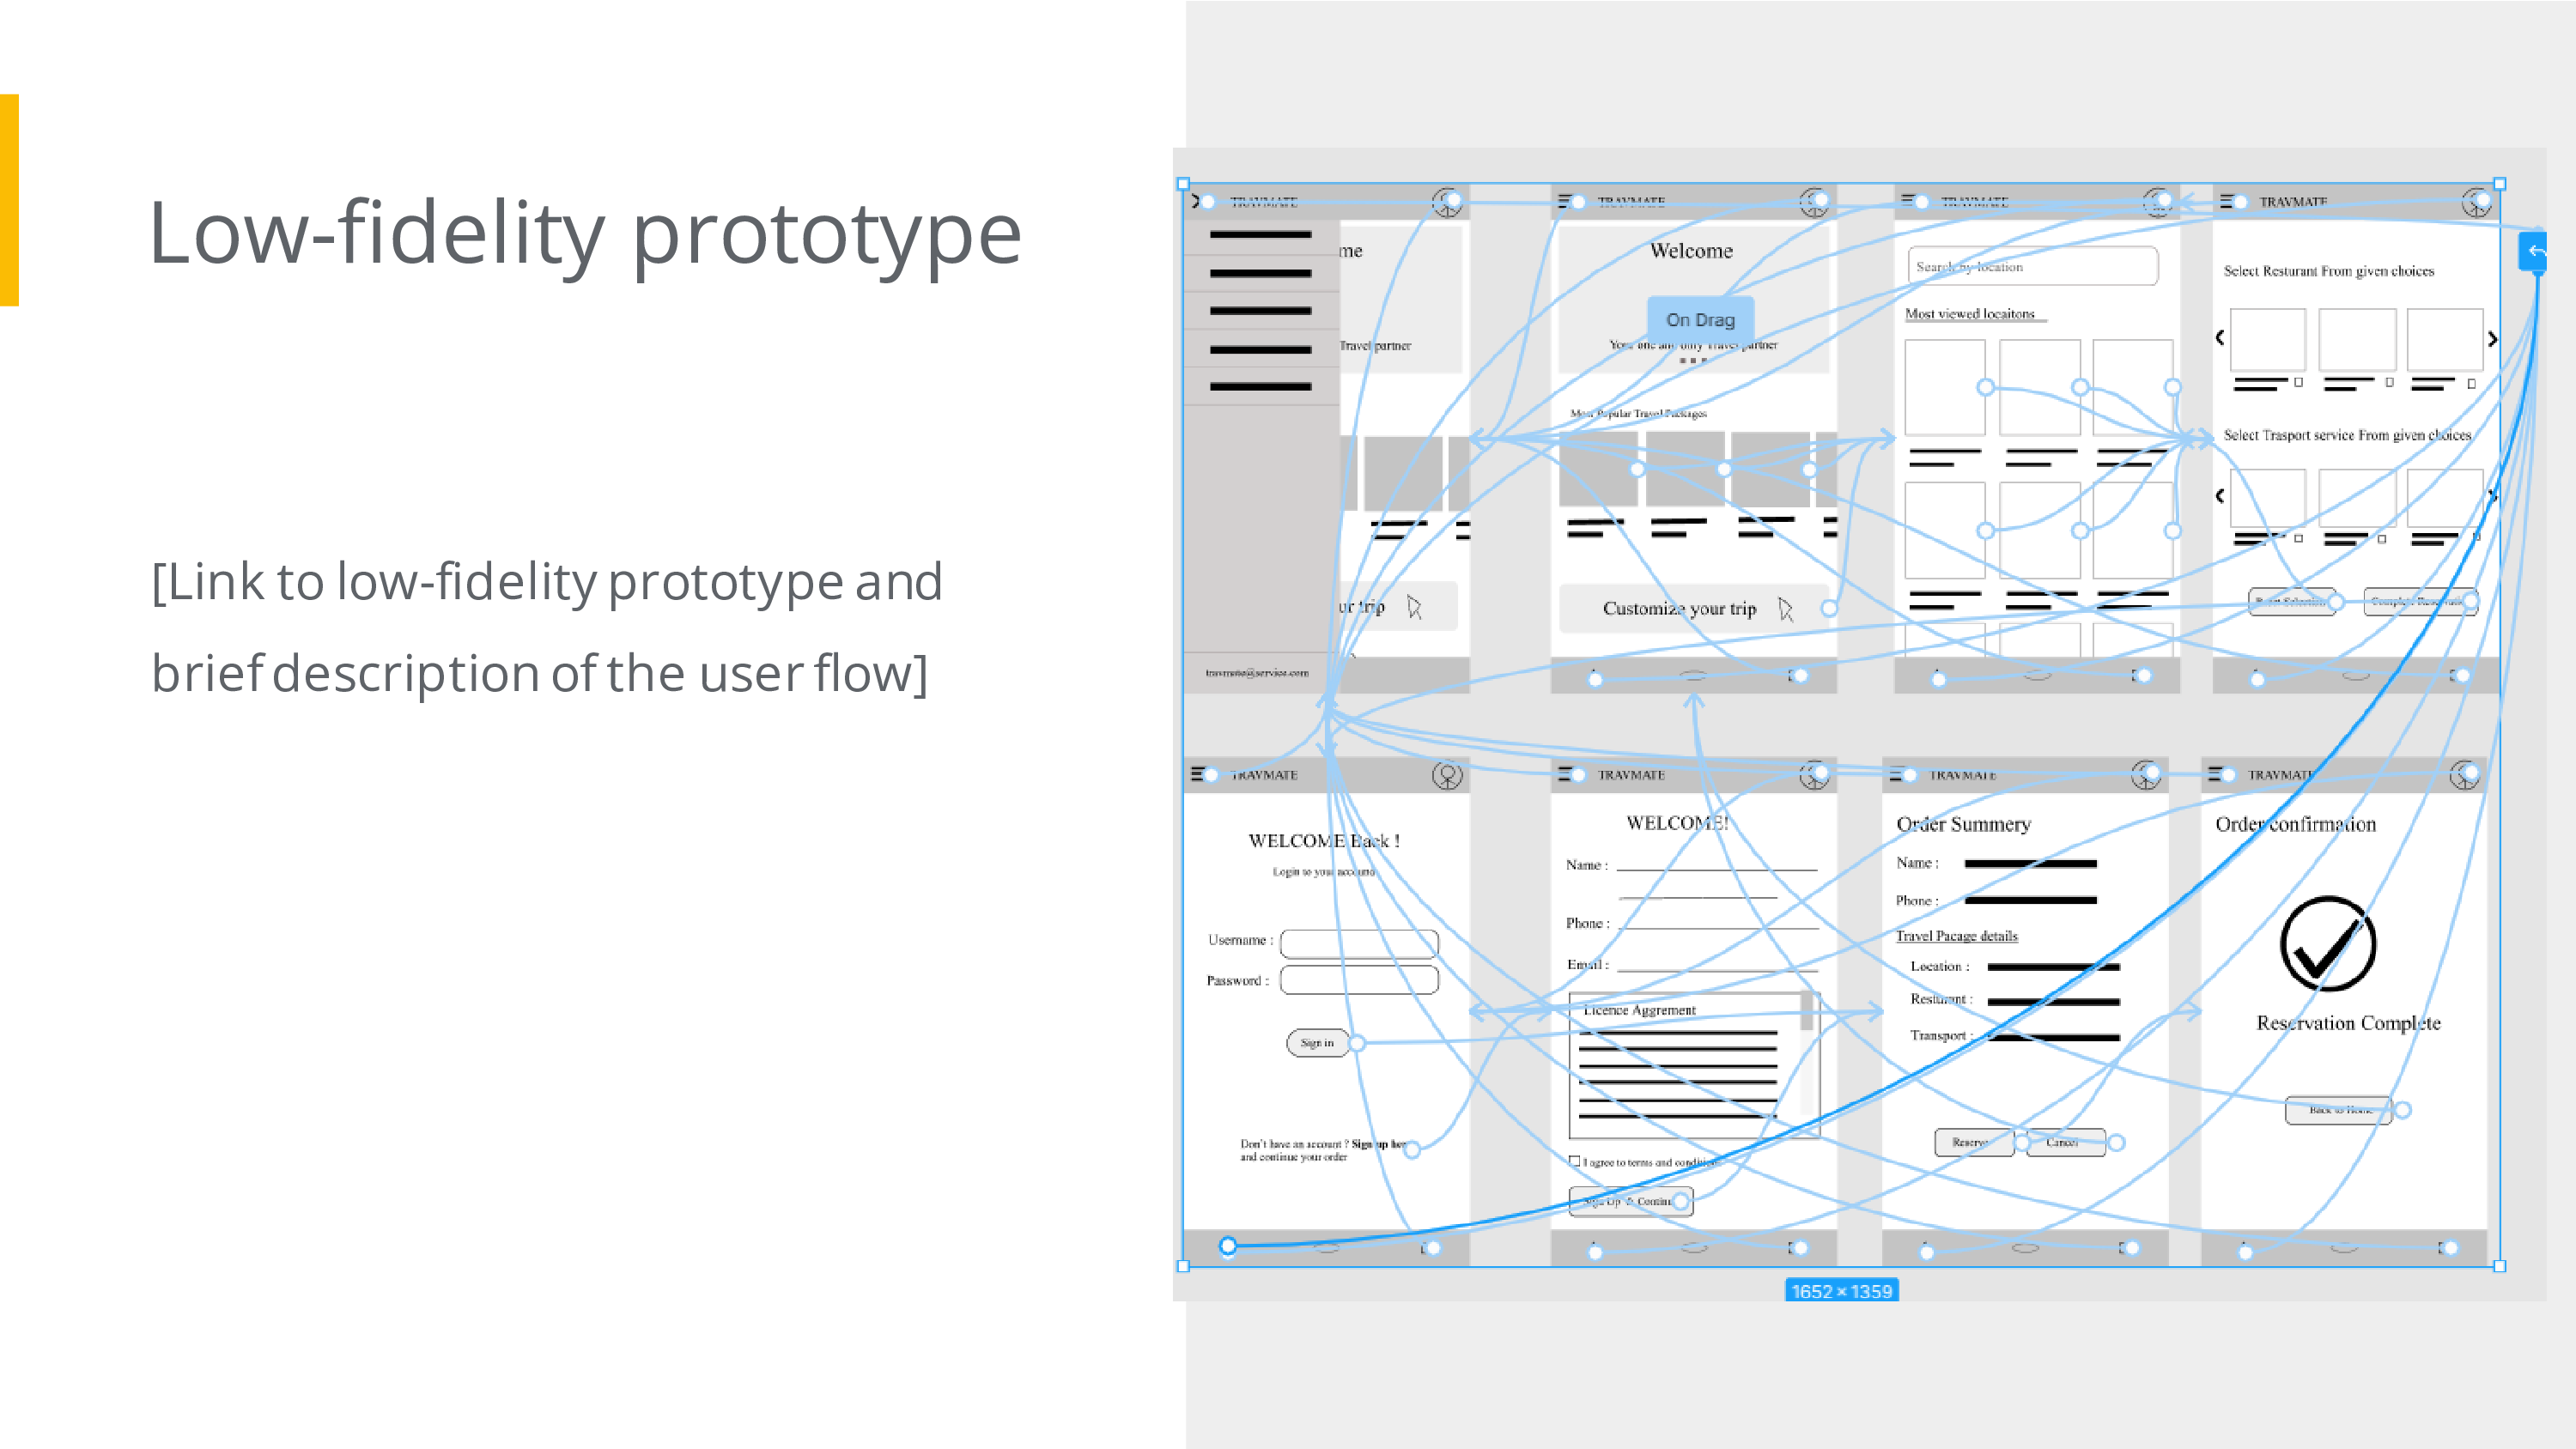 Low-fidelity prototype
[Link to low-fidelity prototype and
brief description of the user flow]
TRAVMATE
me
Travel partner
ur trip
travmate@service.com
TRAVMATE
Welcome
On Drag
Your one and only Travel partner
Most Popular Travel Packages
Customize your trip
TRAVMATE
Search by location
Most viewed locaitons
TRAVMATE
Select Resturant From given choices
Select Trasport service From given choices
Reset Selection
Complete Reservation
TRAVMATE
WELCOME Back !
Login to your account
Username :
Password :
Sign in
Don't have an account ? Sign up here
and continue your order
TRAVMATE
WELCOME!
Name :
Phone :
Email :
Licence Aggrement
I agree to terms and conditions
Sign Up & Continue
TRAVMATE
Order Summery
Name :
Phone :
Travel Pacage details
Location :
Resturant :
Transport :
Reserve
Cancel
TRAVMATE
Order confirmation
Reservation Complete
Back to Home
1652 × 1359